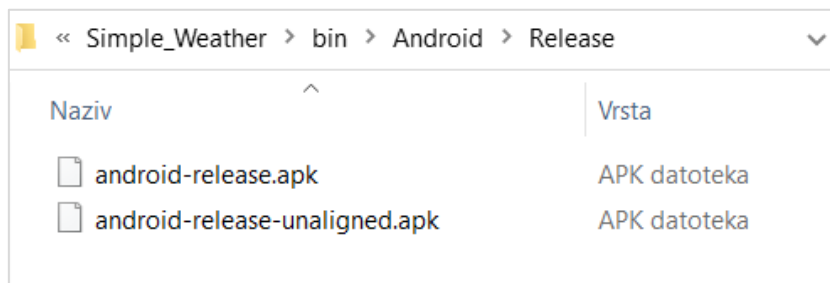 « Simple_Weather > bin > Android > Release
Naziv Vrsta
android-release.apk APK datoteka
android-release-unaligned.apk APK datoteka